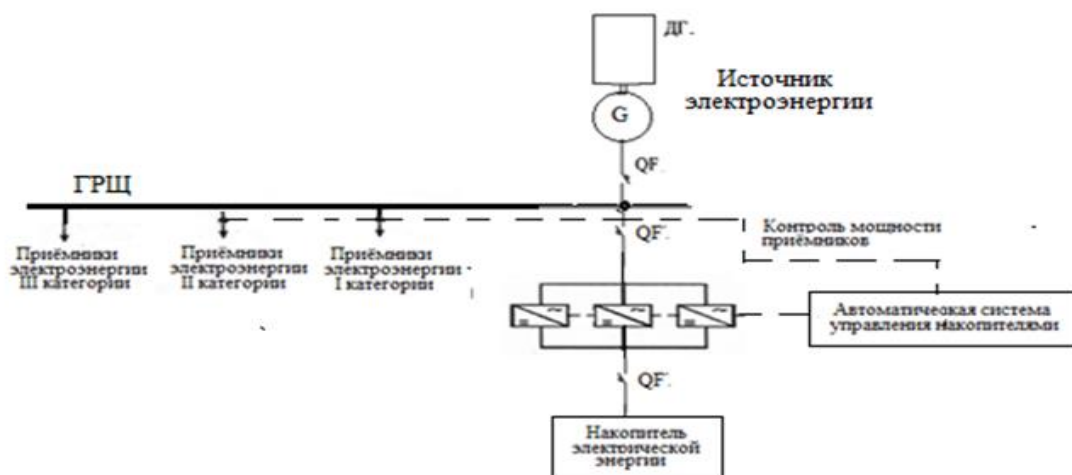 ДГ.
Источник
электроэнергии
G
QF.
ГРЩ
QF.
Контроль мощности
приёмников
Приёмники
электроэнергии
III категории
Приёмники
электроэнергии
II категории
Приёмники
электроэнергии
I категории
Автоматическая система
управления накопителями
QF.
Накопитель
электрической
энергии